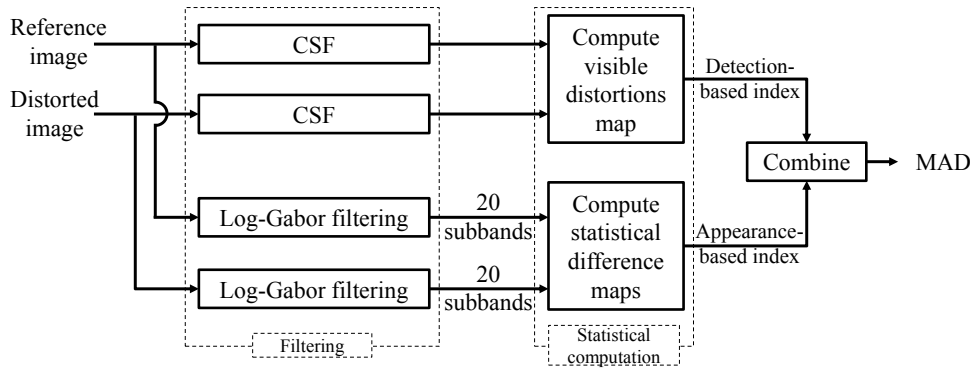 Reference
image
CSF
Compute
visible
distortions
map
Detection-
based index
Distorted
image
CSF
Combine
MAD
Log-Gabor filtering
20
subbands
Compute
statistical
difference
maps
Appearance-
based index
Log-Gabor filtering
20
subbands
Filtering
Statistical
computation